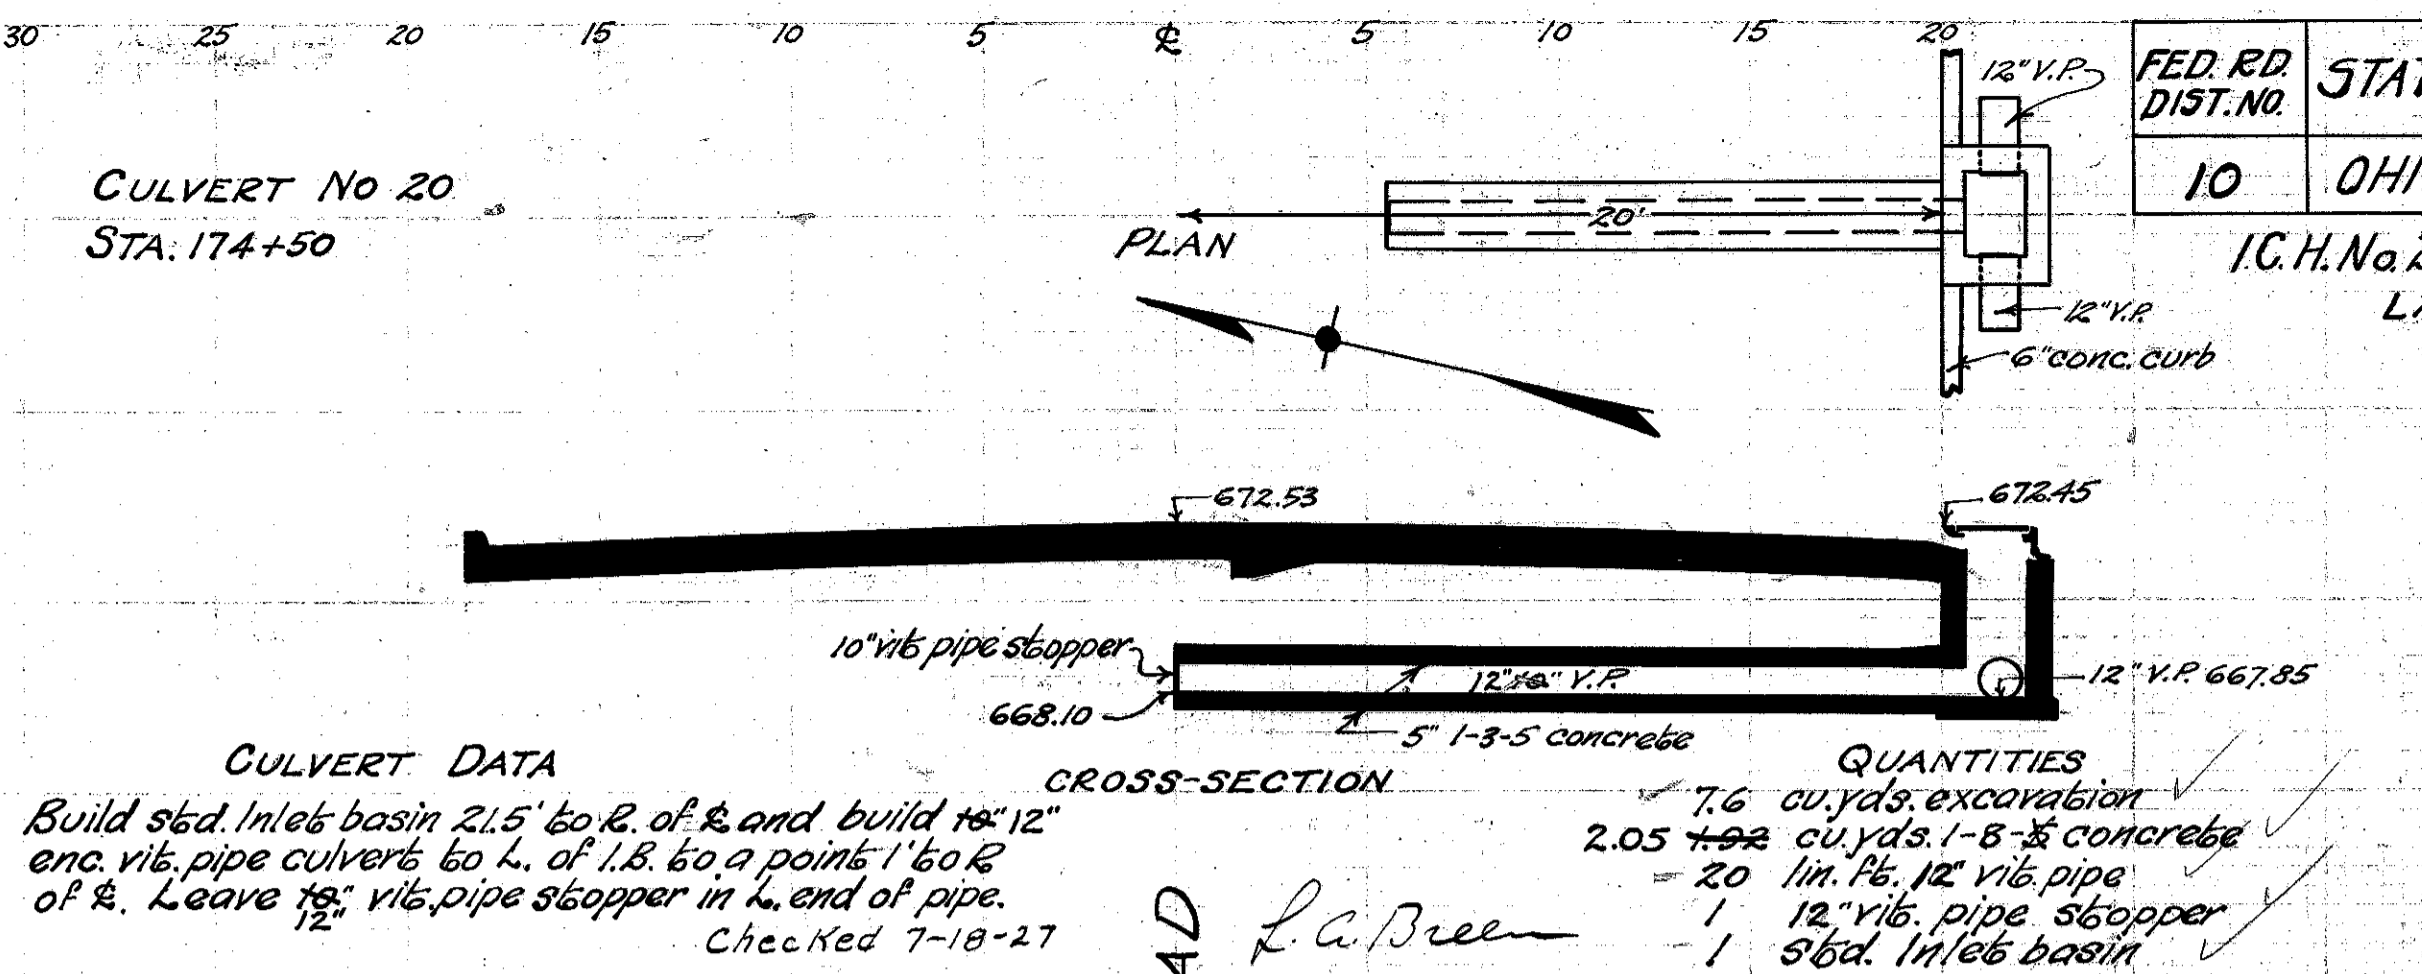 30 25 20 15 10 5 ℄ 5 10 15 20
12" V.P.
FED. RD. DIST. NO.
10
CULVERT NO 20
STA. 174+50
20'
PLAN
I.C.H. No.
12" V.P.
6" conc. curb
672.53
672.45
10" vit. pipe stopper
12" 10" V.P.
12" V.P. 667.85
668.10
5" 1-3-5 concrete
CULVERT DATA
CROSS-SECTION
QUANTITIES
Build std. Inlet basin 21.5' to R. of ℄ and build 10" 12"
enc. vit. pipe culvert to L. of I.B. to a point 1' to R
of ℄. Leave 10" vit. pipe stopper in L. end of pipe.
12"
Checked 7-18-27
7.6 cu. yds. excavation
2.05 1.92 cu. yds. 1-8- concrete
20 lin. ft. 12" vit. pipe
1 12" vit. pipe stopper
1 std. Inlet basin
L. A. Breen